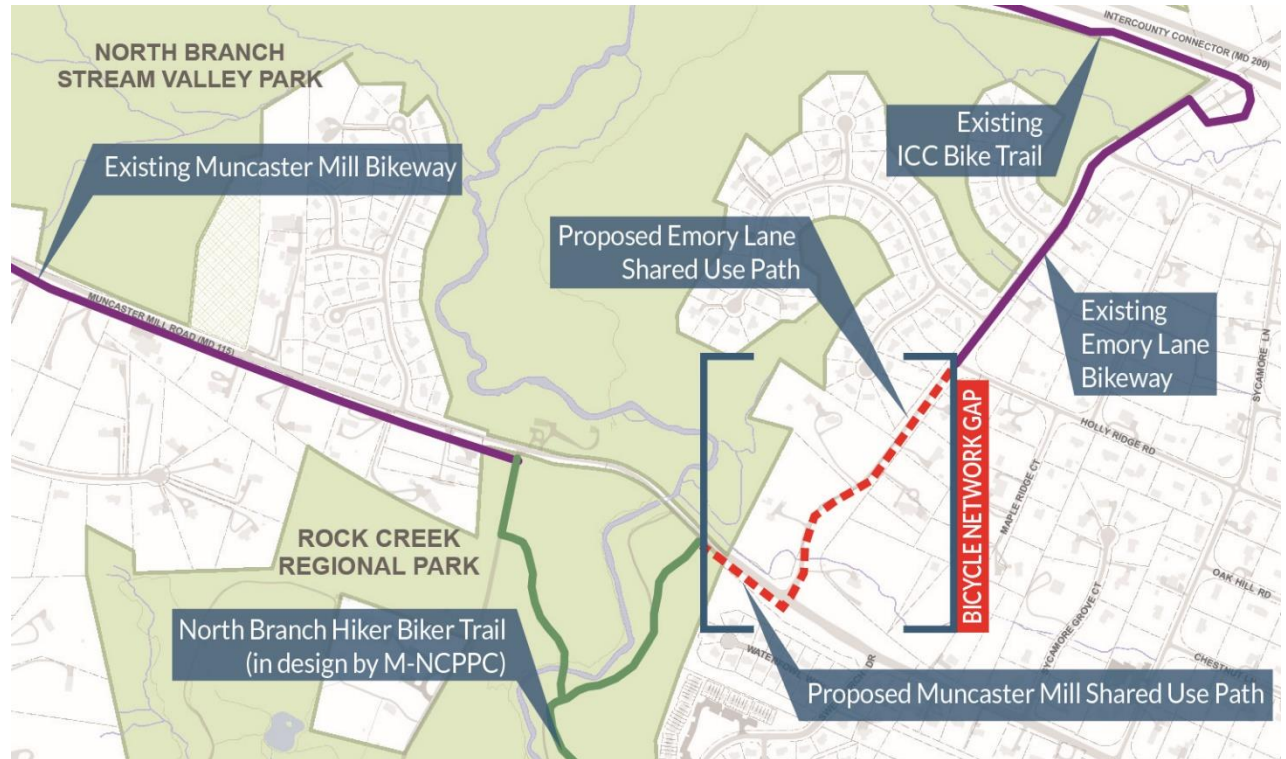 NORTH BRANCH
STREAM VALLEY PARK
INTERCOUNTY CONNECTOR (MD 200)
Existing
ICC Bike Trail
Existing Muncaster Mill Bikeway
Proposed Emory Lane
Shared Use Path
MUNCASTER MILL ROAD (MD 115)
Existing
Emory Lane
Bikeway
SYCAMORE LN
HOLLY RIDGE RD
BICYCLE NETWORK GAP
MAPLE RIDGE CT
ROCK CREEK
REGIONAL PARK
OAK HILL RD
SYCAMORE GROVE CT
North Branch Hiker Biker Trail
(in design by M-NCPPC)
DR
Proposed Muncaster Mill Shared Use Path